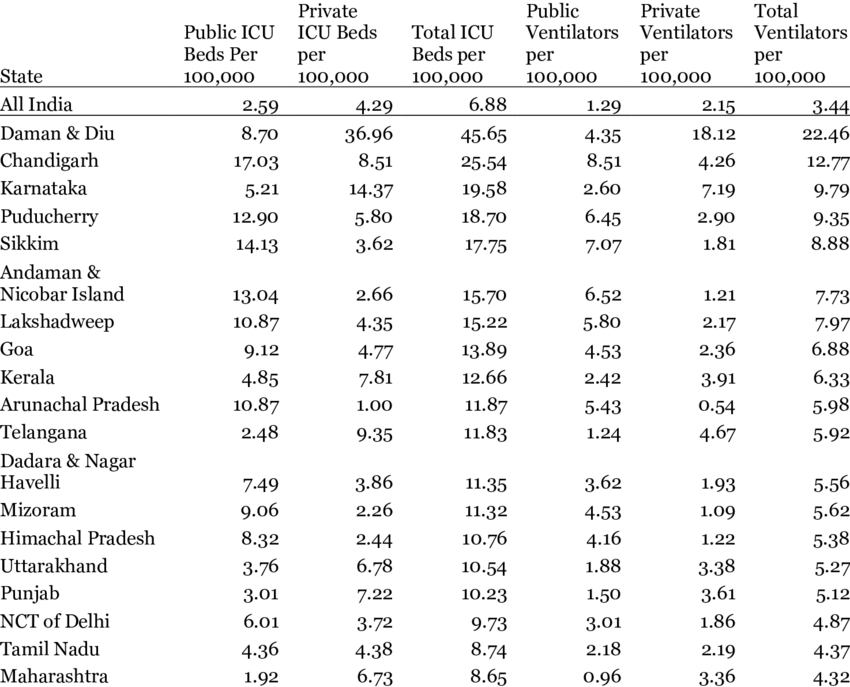 State Public ICU Beds Per 100,000 Private ICU Beds per 100,000 Total ICU Beds per 100,000 Public Ventilators per 100,000 Private Ventilators per 100,000 Total Ventilators per 100,000
All India 2.59 4.29 6.88 1.29 2.15 3.44
Daman & Diu 8.70 36.96 45.65 4.35 18.12 22.46
Chandigarh 17.03 8.51 25.54 8.51 4.26 12.77
Karnataka 5.21 14.37 19.58 2.60 7.19 9.79
Puducherry 12.90 5.80 18.70 6.45 2.90 9.35
Sikkim 14.13 3.62 17.75 7.07 1.81 8.88
Andaman &
Nicobar Island 13.04 2.66 15.70 6.52 1.21 7.73
Lakshadweep 10.87 4.35 15.22 5.80 2.17 7.97
Goa 9.12 4.77 13.89 4.53 2.36 6.88
Kerala 4.85 7.81 12.66 2.42 3.91 6.33
Arunachal Pradesh 10.87 1.00 11.87 5.43 0.54 5.98
Telangana 2.48 9.35 11.83 1.24 4.67 5.92
Dadara & Nagar
Havelli 7.49 3.86 11.35 3.62 1.93 5.56
Mizoram 9.06 2.26 11.32 4.53 1.09 5.62
Himachal Pradesh 8.32 2.44 10.76 4.16 1.22 5.38
Uttarakhand 3.76 6.78 10.54 1.88 3.38 5.27
Punjab 3.01 7.22 10.23 1.50 3.61 5.12
NCT of Delhi 6.01 3.72 9.73 3.01 1.86 4.87
Tamil Nadu 4.36 4.38 8.74 2.18 2.19 4.37
Maharashtra 1.92 6.73 8.65 0.96 3.36 4.32